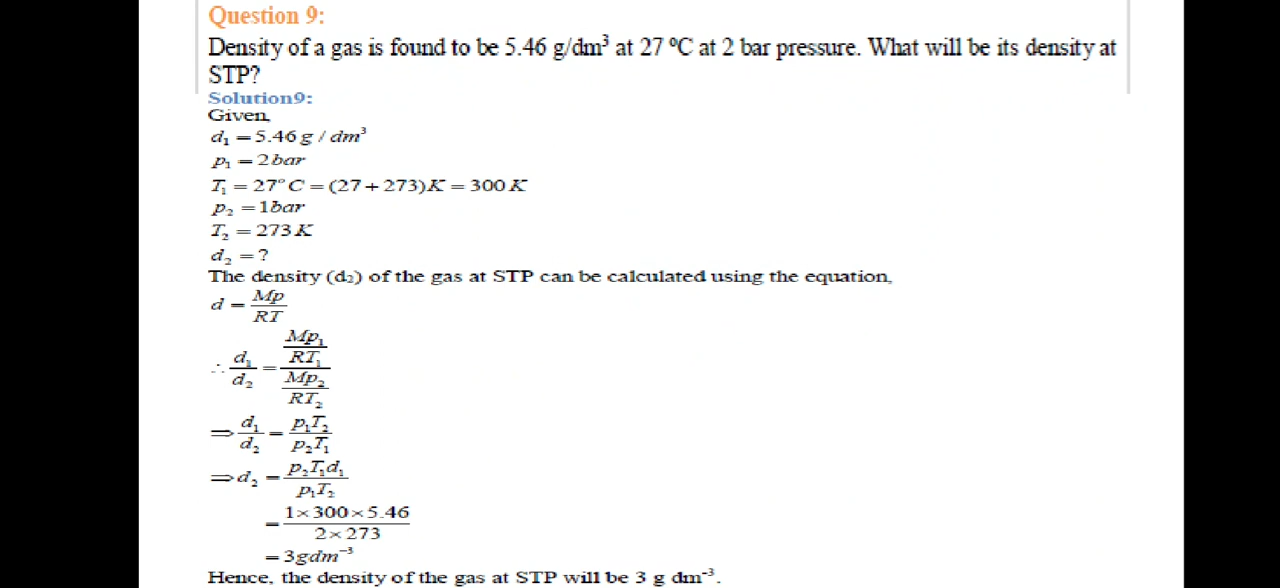 Question 9:
Density of a gas is found to be 5.46 g/dm³ at 27 ⁰C at 2 bar pressure. What will be its density at
STP?
Solution9:
Given,
d₁ = 5.46 g / dm³
p₁ = 2 bar
T₁ = 27° C = (27 + 273) K = 300 K
p₂ = 1bar
T₂ = 273 K
d₂ = ?
The density (d₂) of the gas at STP can be calculated using the equation,
d = Mp / RT
∴ d₁ / d₂ = (Mp₁ / RT₁) / (Mp₂ / RT₂)
⇒ d₁ / d₂ = p₁T₂ / p₂T₁
⇒ d₂ = p₂T₁d₁ / p₁T₂
= 1 × 300 × 5.46 / 2 × 273
= 3gdm⁻³
Hence, the density of the gas at STP will be 3 g dm⁻³.